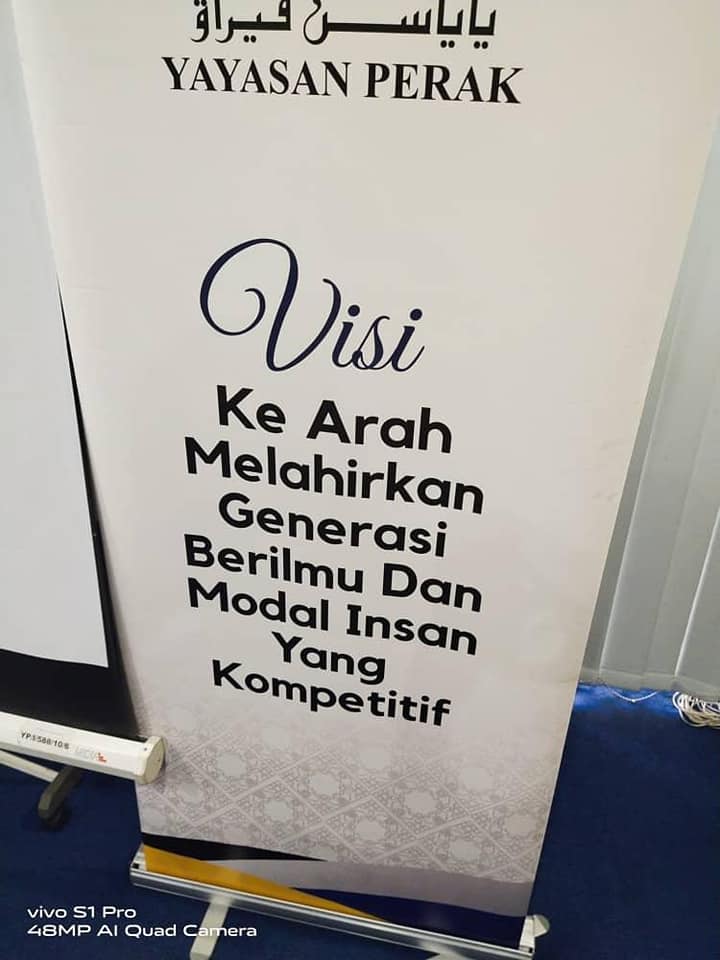 ياياسن ڤيراق
YAYASAN PERAK
Visi
Ke Arah
Melahirkan
Generasi
Berilmu Dan
Modal Insan
Yang
Kompetitif
vivo S1 Pro
48MP AI Quad Camera